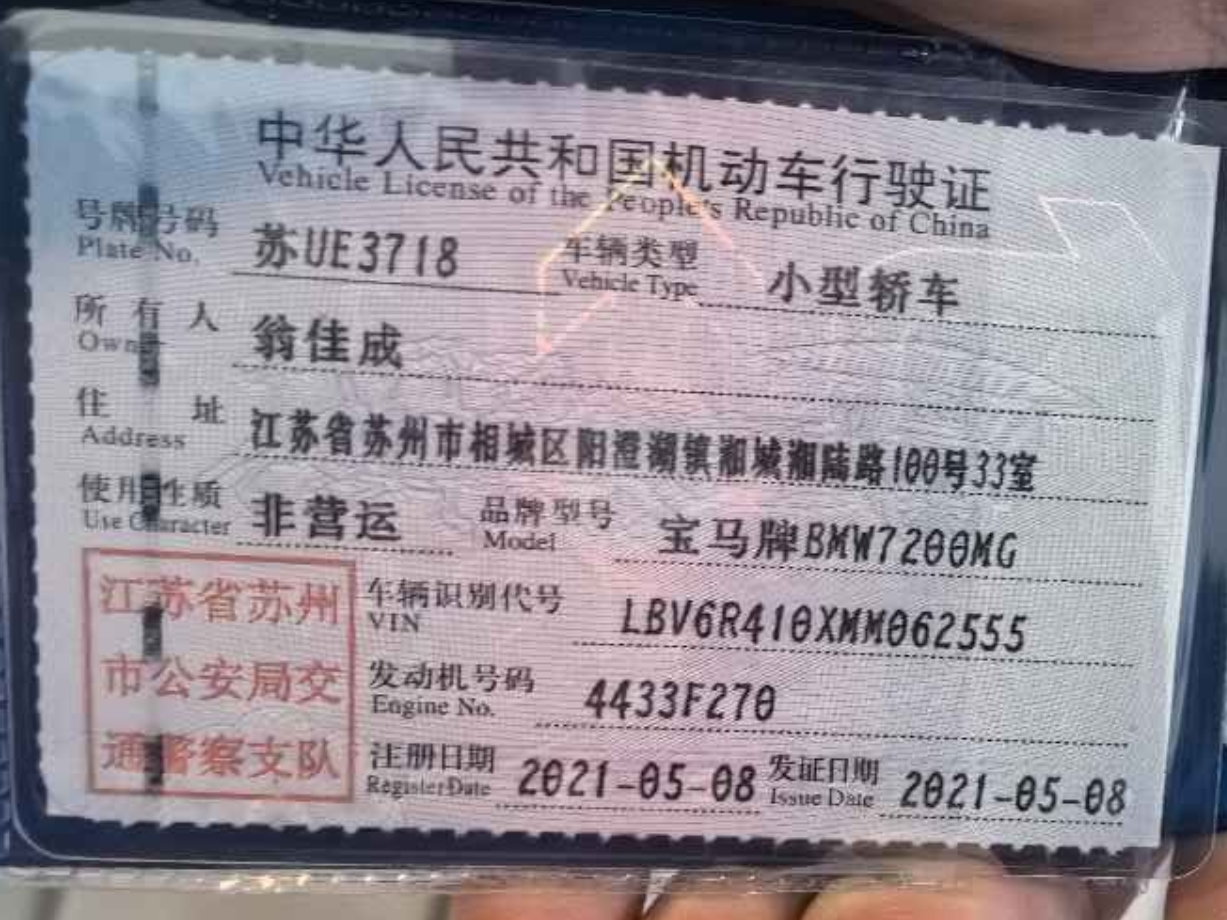 中华人民共和国机动车行驶证
Vehicle License of the People's Republic of China
号牌号码 苏UE3718 车辆类型 小型轿车
Plate No. Vehicle Type
所有人 翁佳成
Owner
住址 江苏省苏州市相城区阳澄湖镇湘城湘陆路100号33室
Address
使用性质 非营运 品牌型号 宝马牌BMW7200MG
Use Character Model
江苏省苏州
市公安局交
通警察支队
车辆识别代号 LBV6R410XMM062555
VIN
发动机号码 4433F270
Engine No.
注册日期 2021-05-08 发证日期 2021-05-08
Register Date Issue Date